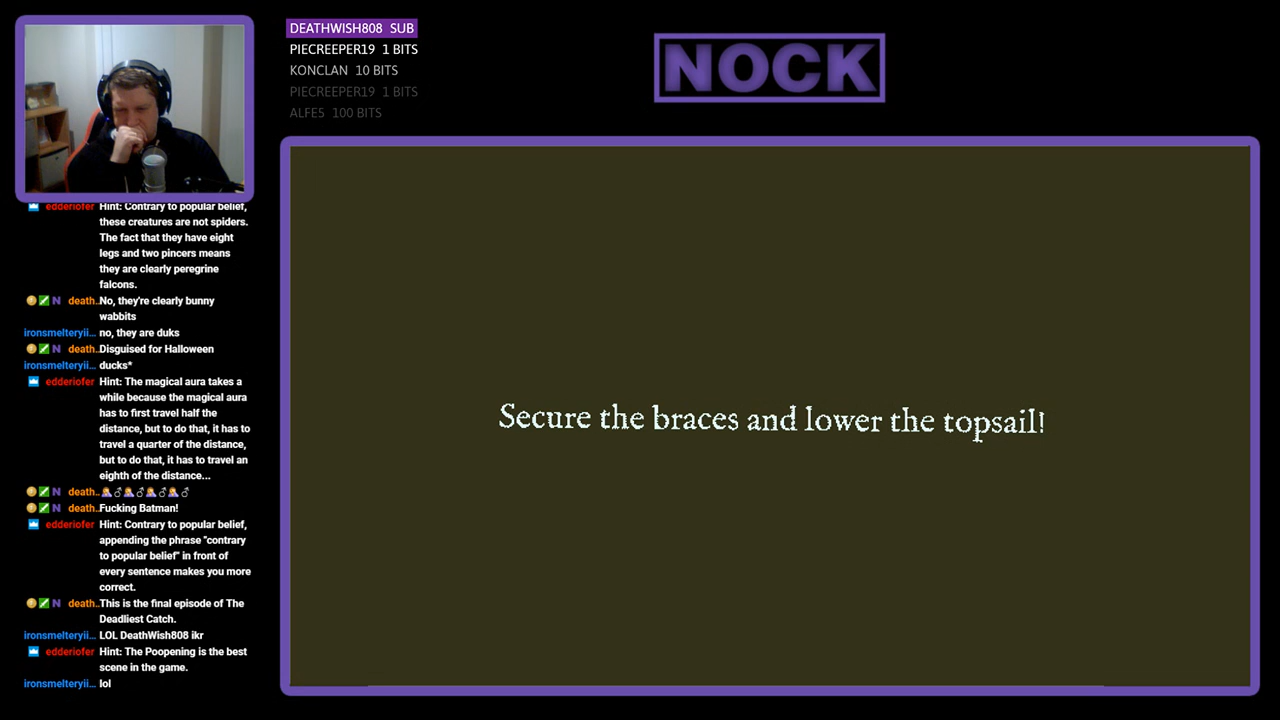 DEATHWISH808 SUB
PIECREEPER19 1 BITS
KONCLAN 10 BITS
PIECREEPER19 1 BITS
ALFE5 100 BITS
NOCK
edderiofer Hint: Contrary to popular belief,
these creatures are not spiders.
The fact that they have eight
legs and two pincers means
they are clearly peregrine
falcons.
N death.. No, they're clearly bunny
wabbits
ironsmelteryii... no, they are duks
N death.. Disguised for Halloween
ironsmelteryii... ducks*
edderiofer Hint: The magical aura takes a
while because the magical aura
has to first travel half the
distance, but to do that, it has to
travel a quarter of the distance,
but to do that, it has to travel an
eighth of the distance...
N death.. 🤦‍♂🤦‍♂🤦‍♂🤦‍♂
N death.. Fucking Batman!
edderiofer Hint: Contrary to popular belief,
appending the phrase "contrary
to popular belief" in front of
every sentence makes you more
correct.
N death.. This is the final episode of The
Deadliest Catch.
ironsmelteryii... LOL DeathWish808 ikr
edderiofer Hint: The Poopening is the best
scene in the game.
ironsmelteryii... lol
Secure the braces and lower the topsail!